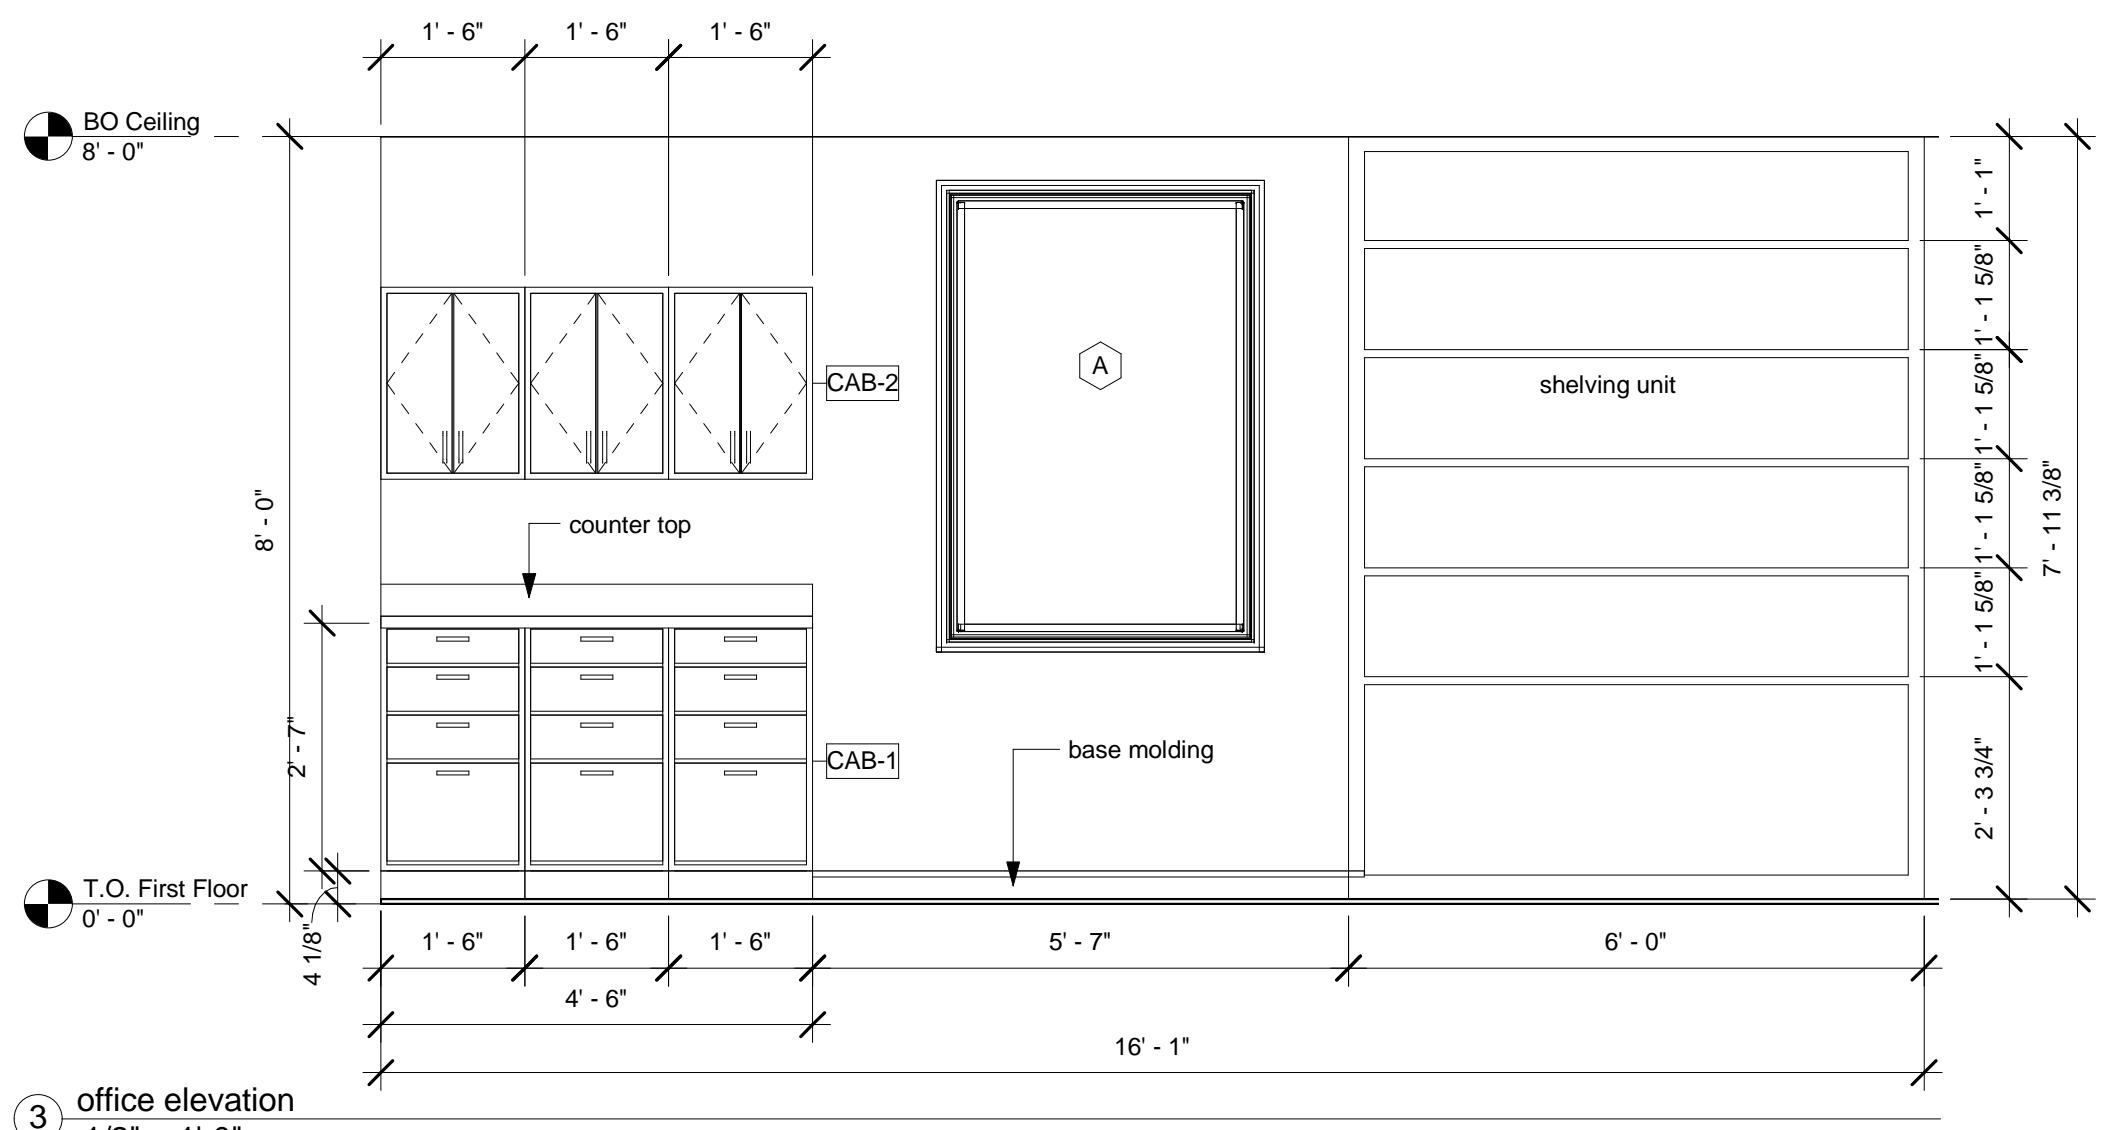 1' - 6"
1' - 6"
1' - 6"
BO Ceiling
8' - 0"
1' - 1"
1' - 1 5/8"
1' - 1 5/8"
1' - 1 5/8"
1' - 1 5/8"
2' - 3 3/4"
7' - 11 3/8"
A
CAB-2
shelving unit
8' - 0"
counter top
2' - 7"
CAB-1
base molding
T.O. First Floor
0' - 0"
4 1/8"
1' - 6"
1' - 6"
1' - 6"
5' - 7"
6' - 0"
4' - 6"
16' - 1"
3
office elevation